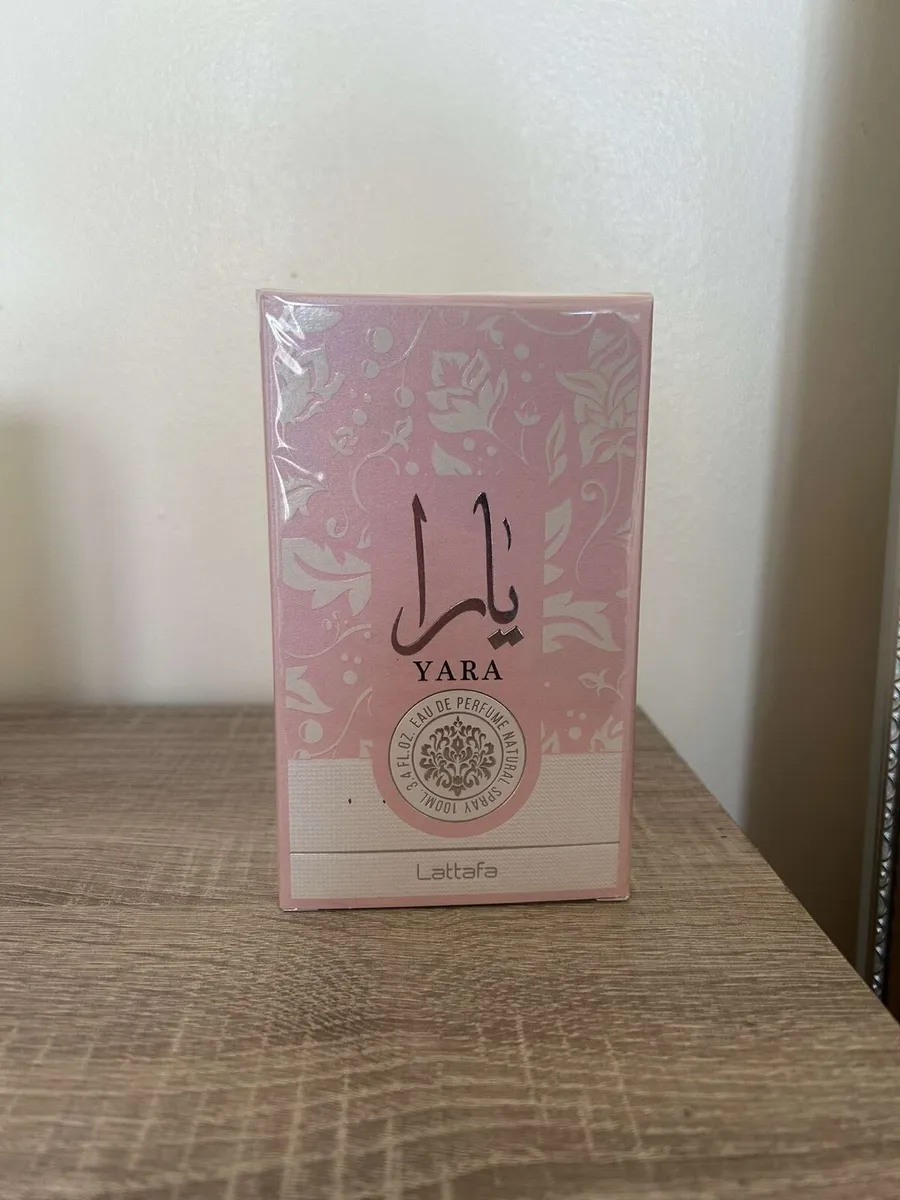 يارا
YARA
EAU DE PERFUME NATURAL SPRAY 100ML. 3.4 FL.OZ.
Lattafa